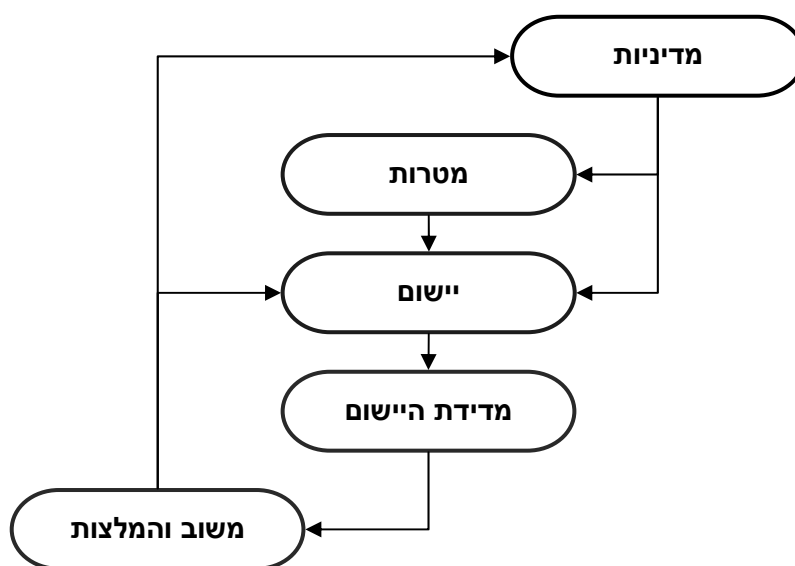 מדיניות
מטרות
יישום
מדידת היישום
משוב והמלצות